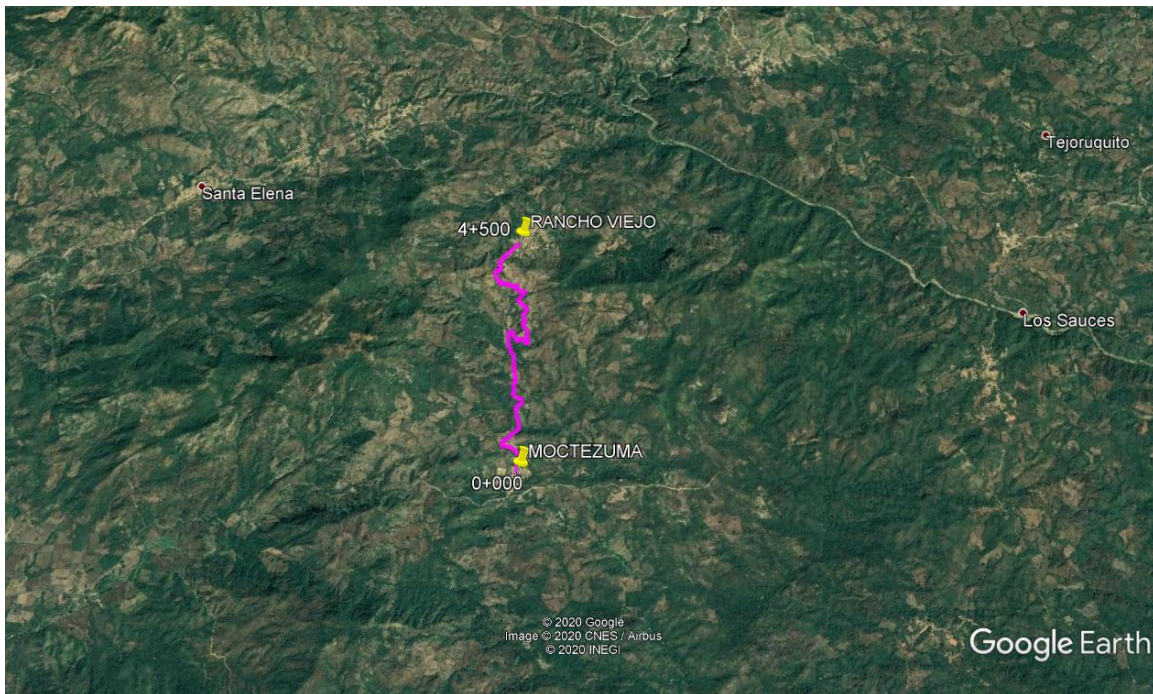 Tejoruquito
Santa Elena
RANCHO VIEJO
4+500
Los Sauces
MOCTEZUMA
0+000
© 2020 Google
Image © 2020 CNES / Airbus
© 2020 INEGI
Google Earth